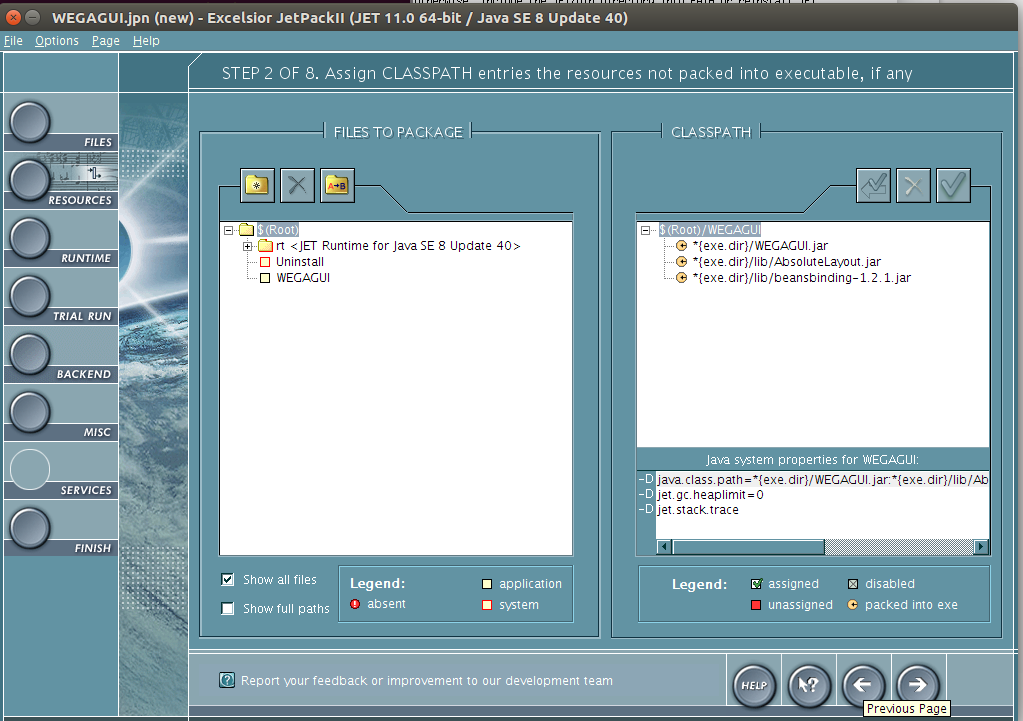 WEGAGUI.jpn (new) - Excelsior JetPackII (JET 11.0 64-bit / Java SE 8 Update 40)
File Options Page Help
STEP 2 OF 8. Assign CLASSPATH entries the resources not packed into executable, if any
FILES
RESOURCES
RUNTIME
TRIAL RUN
BACKEND
MISC
SERVICES
FINISH
FILES TO PACKAGE
A→B
$(Root)
rt <JET Runtime for Java SE 8 Update 40>
Uninstall
WEGAGUI
Show all files
Show full paths
Legend:
application
absent
system
CLASSPATH
$(Root)/WEGAGUI
*{exe.dir}/WEGAGUI.jar
*{exe.dir}/lib/AbsoluteLayout.jar
*{exe.dir}/lib/beansbinding-1.2.1.jar
Java system properties for WEGAGUI:
-D java.class.path=*{exe.dir}/WEGAGUI.jar:*{exe.dir}/lib/Ab
-D jet.gc.heaplimit=0
-D jet.stack.trace
Legend:
assigned
disabled
unassigned
packed into exe
Report your feedback or improvement to our development team
HELP
Previous Page